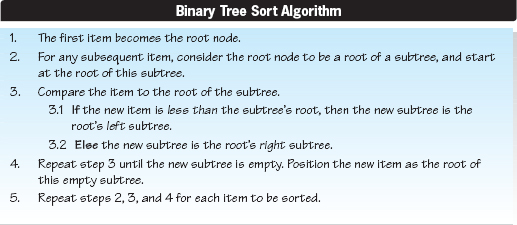 Binary Tree Sort Algorithm
1. The first item becomes the root node.
2. For any subsequent item, consider the root node to be a root of a subtree, and start
at the root of this subtree.
3. Compare the item to the root of the subtree.
3.1 If the new item is less than the subtree's root, then the new subtree is the
root's left subtree.
3.2 Else the new subtree is the root's right subtree.
4. Repeat step 3 until the new subtree is empty. Position the new item as the root of
this empty subtree.
5. Repeat steps 2, 3, and 4 for each item to be sorted.